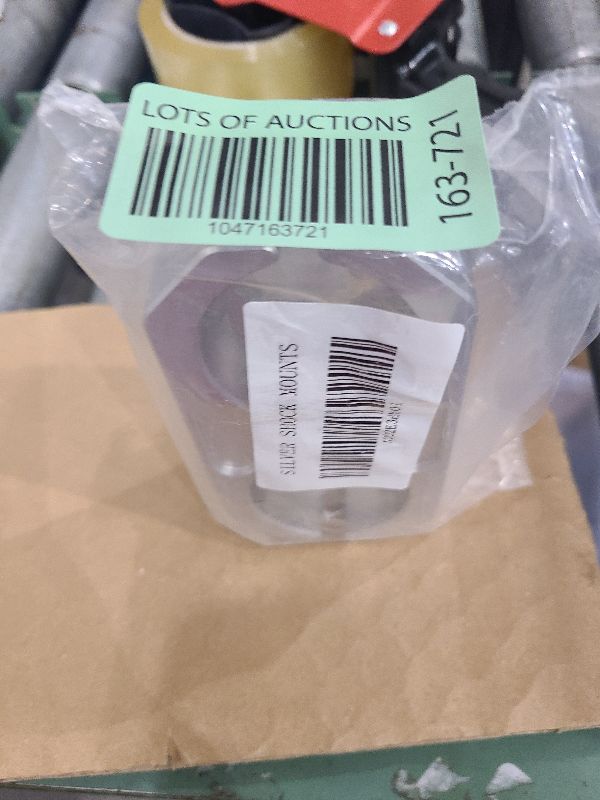 LOTS OF AUCTIONS
163-721
1047163721
SILVER SHOCK MOUNTS